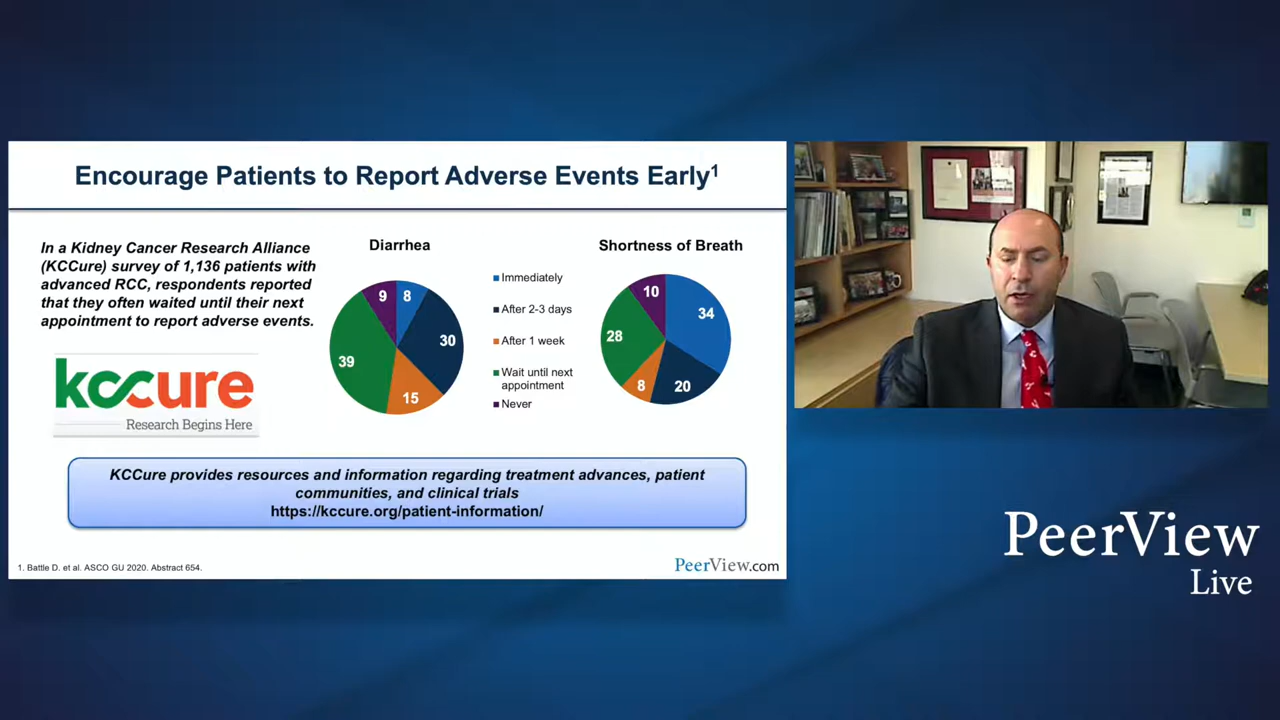 Encourage Patients to Report Adverse Events Early1
In a Kidney Cancer Research Alliance
(KCCure) survey of 1,136 patients with
advanced RCC, respondents reported
that they often waited until their next
appointment to report adverse events.
kccure
Research Begins Here
Diarrhea
9
8
30
39
15
Immediately
After 2-3 days
After 1 week
Wait until next
appointment
Never
Shortness of Breath
10
34
28
8
20
KCCure provides resources and information regarding treatment advances, patient
communities, and clinical trials
https://kccure.org/patient-information/
1. Battle D. et al. ASCO GU 2020. Abstract 654.
PeerView.com
PeerView
Live